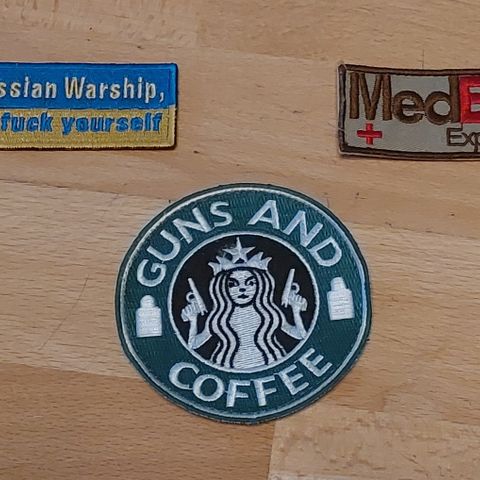 ssian Warship,
fuck yourself
MedE
Exp
GUNS AND
COFFEE